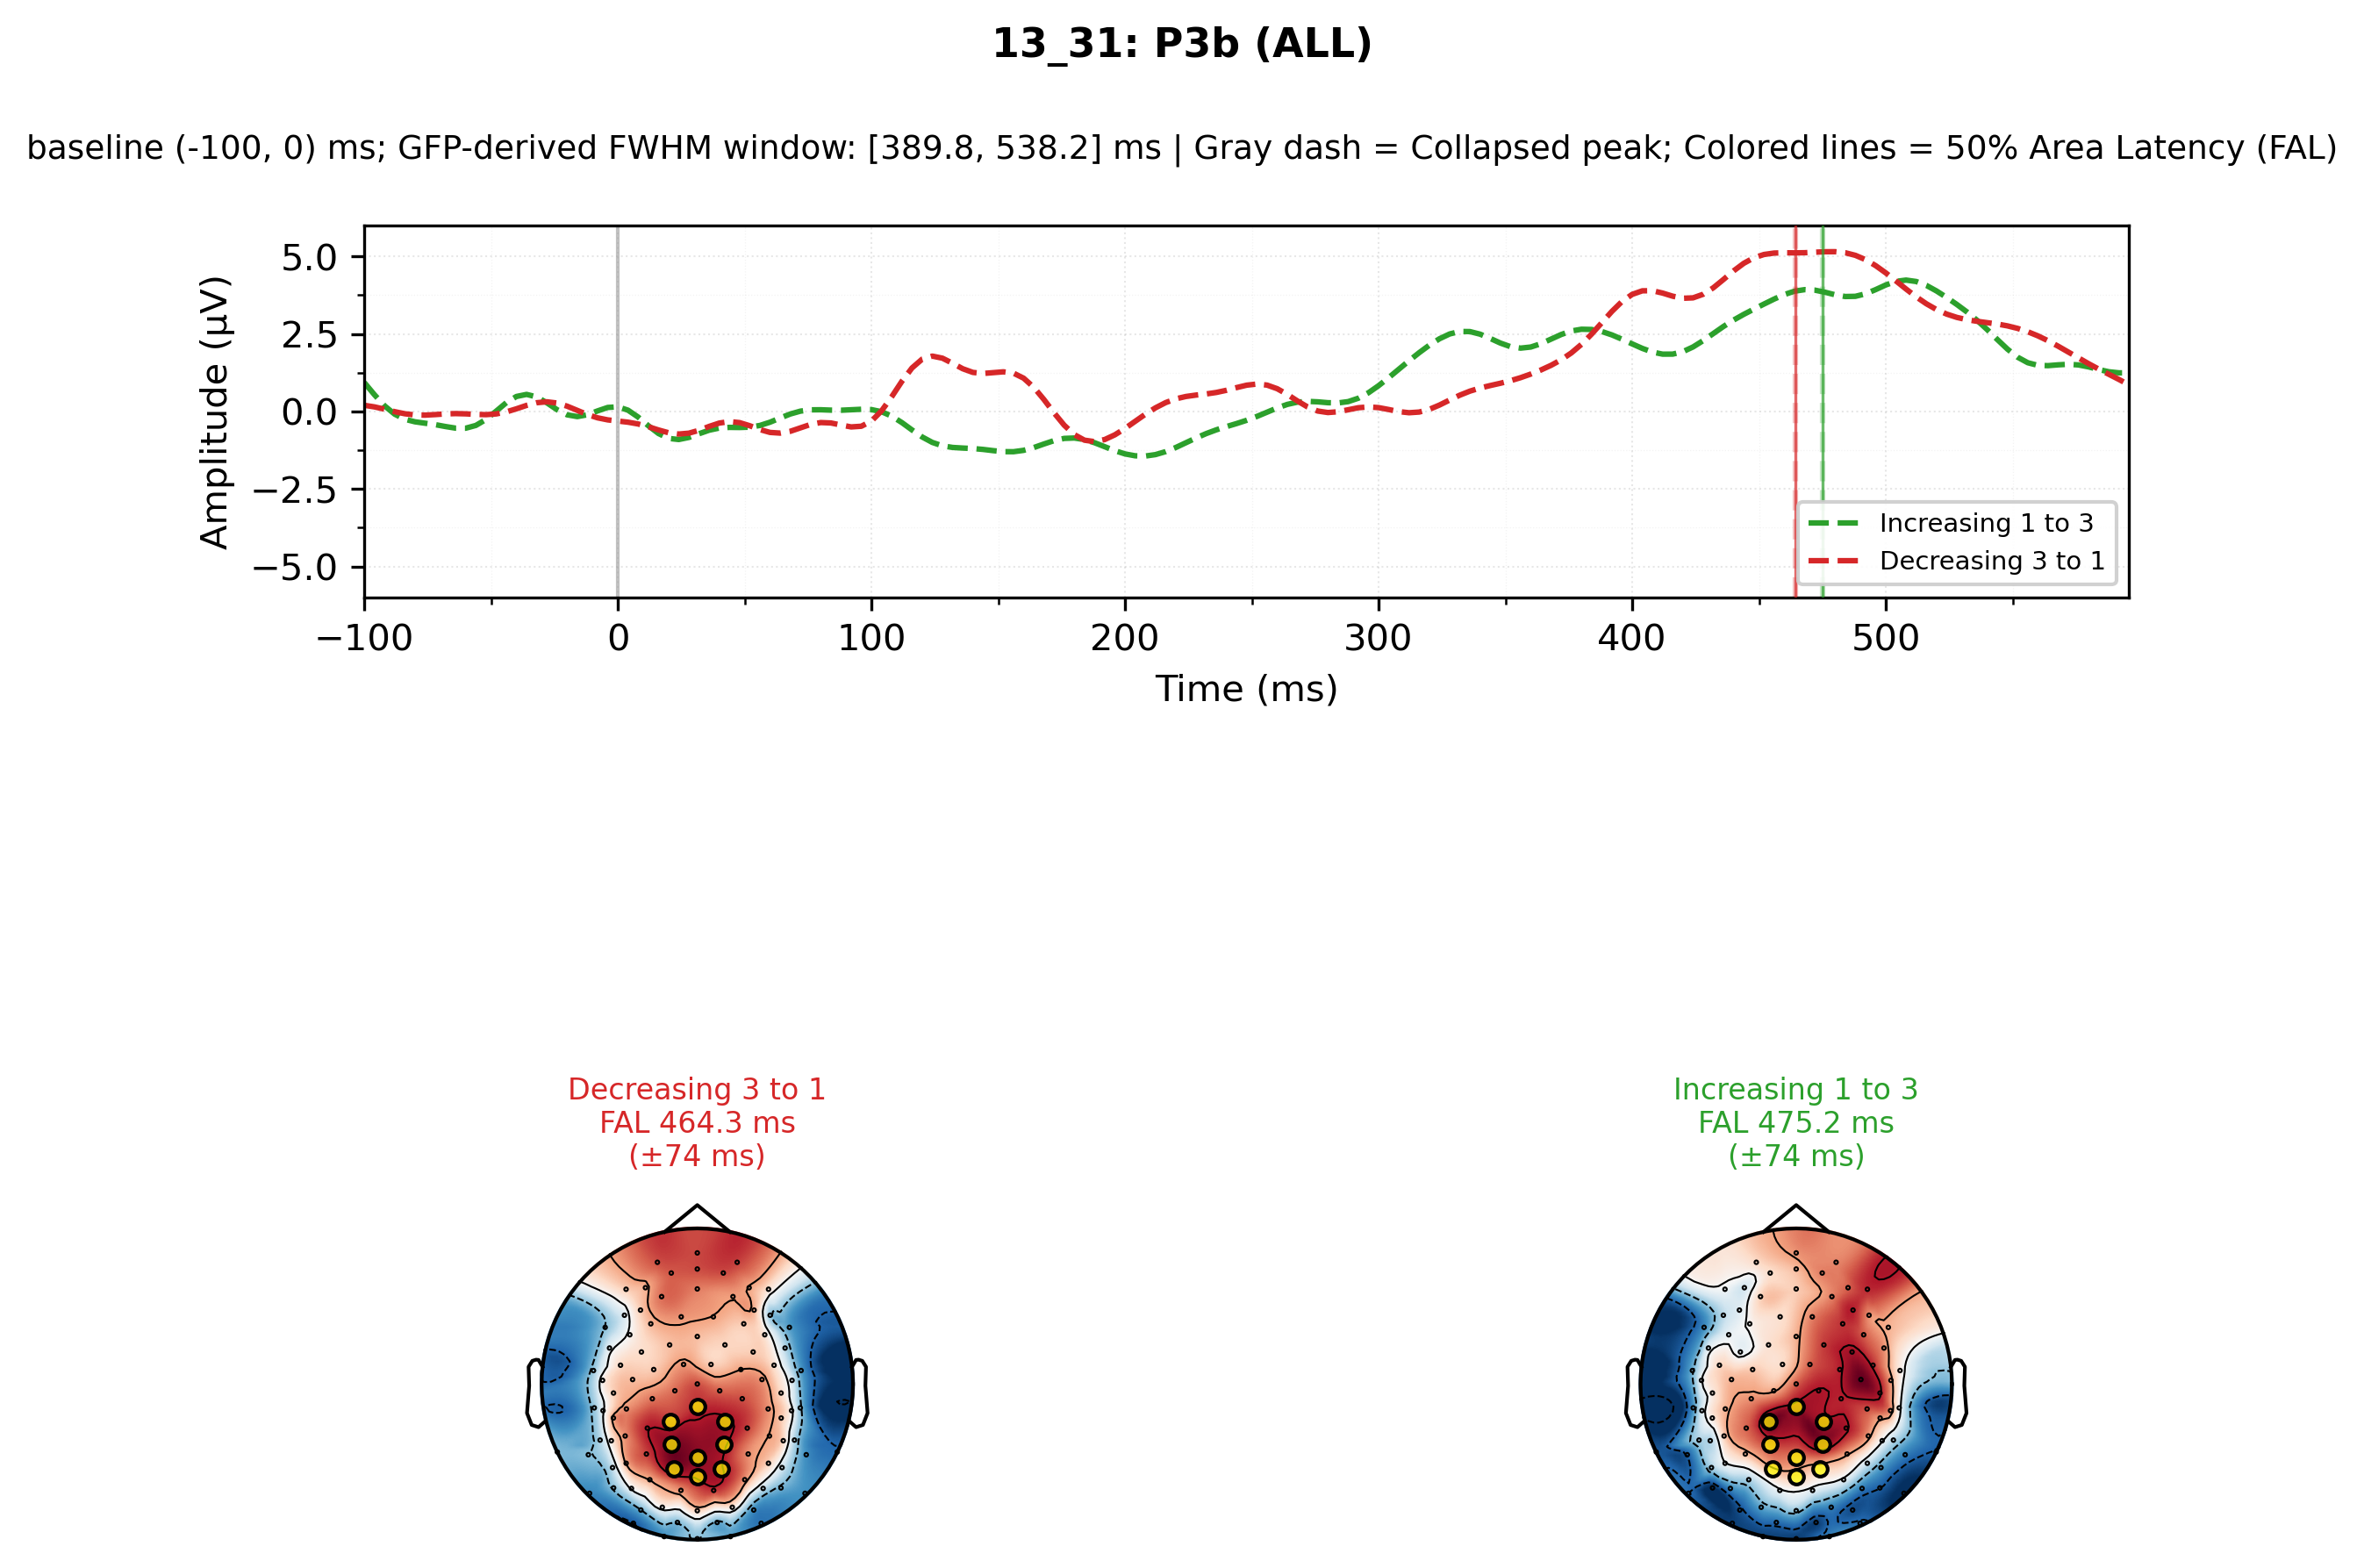 13_31: P3b (ALL)
baseline (-100, 0) ms; GFP-derived FWHM window: [389.8, 538.2] ms | Gray dash = Collapsed peak; Colored lines = 50% Area Latency (FAL)
Amplitude (µV)
5.0
2.5
0.0
−2.5
−5.0
Increasing 1 to 3
Decreasing 3 to 1
−100 0 100 200 300 400 500
Time (ms)
Decreasing 3 to 1
FAL 464.3 ms
(±74 ms)
Increasing 1 to 3
FAL 475.2 ms
(±74 ms)